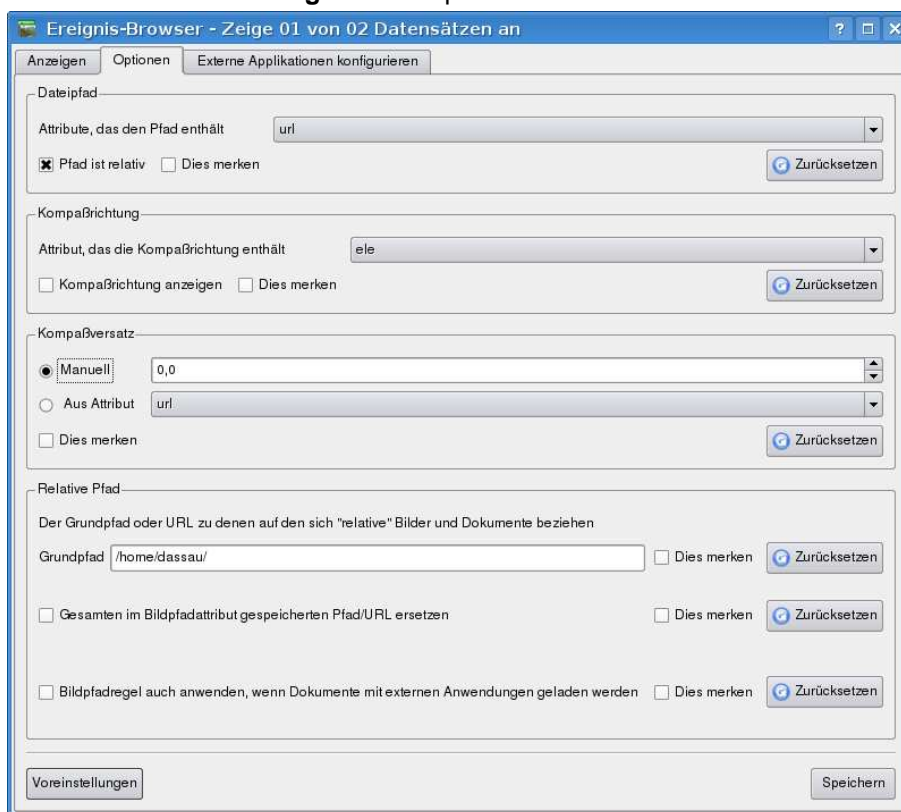 Ereignis-Browser - Zeige 01 von 02 Datensätzen an
Anzeigen Optionen Externe Applikationen konfigurieren
Dateipfad
Attribute, das den Pfad enthält url
Pfad ist relativ Dies merken Zurücksetzen
Kompaßrichtung
Attribut, das die Kompaßrichtung enthält ele
Kompaßrichtung anzeigen Dies merken Zurücksetzen
Kompaßversatz
Manuell 0,0
Aus Attribut url
Dies merken Zurücksetzen
Relative Pfad
Der Grundpfad oder URL zu denen auf den sich "relative" Bilder und Dokumente beziehen
Grundpfad /home/dassau/ Dies merken Zurücksetzen
Gesamten im Bildpfadattribut gespeicherten Pfad/URL ersetzen Dies merken Zurücksetzen
Bildpfadregel auch anwenden, wenn Dokumente mit externen Anwendungen geladen werden Dies merken Zurücksetzen
Voreinstellungen Speichern